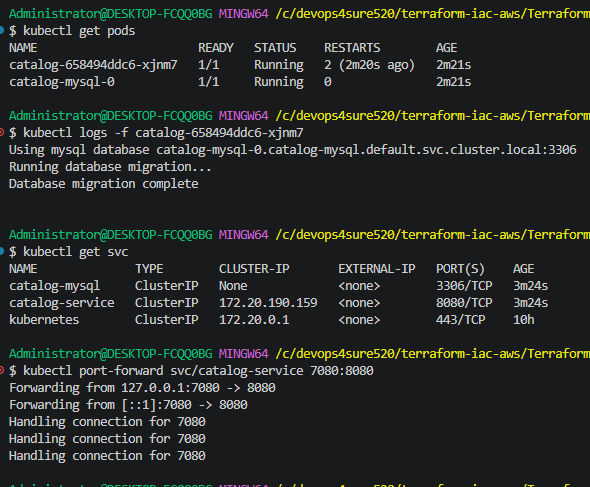 Administrator@DESKTOP-FCQQ0BG MINGW64 /c/devops4sure520/terraform-iac-aws/Terraform
$ kubectl get pods
NAME READY STATUS RESTARTS AGE
catalog-658494ddc6-xjnm7 1/1 Running 2 (2m20s ago) 2m21s
catalog-mysql-0 1/1 Running 0 2m21s
Administrator@DESKTOP-FCQQ0BG MINGW64 /c/devops4sure520/terraform-iac-aws/Terraform
$ kubectl logs -f catalog-658494ddc6-xjnm7
Using mysql database catalog-mysql-0.catalog-mysql.default.svc.cluster.local:3306
Running database migration...
Database migration complete
Administrator@DESKTOP-FCQQ0BG MINGW64 /c/devops4sure520/terraform-iac-aws/Terraform
$ kubectl get svc
NAME TYPE CLUSTER-IP EXTERNAL-IP PORT(S) AGE
catalog-mysql ClusterIP None <none> 3306/TCP 3m24s
catalog-service ClusterIP 172.20.190.159 <none> 8080/TCP 3m24s
kubernetes ClusterIP 172.20.0.1 <none> 443/TCP 10h
Administrator@DESKTOP-FCQQ0BG MINGW64 /c/devops4sure520/terraform-iac-aws/Terraform
$ kubectl port-forward svc/catalog-service 7080:8080
Forwarding from 127.0.0.1:7080 -> 8080
Forwarding from [::1]:7080 -> 8080
Handling connection for 7080
Handling connection for 7080
Handling connection for 7080